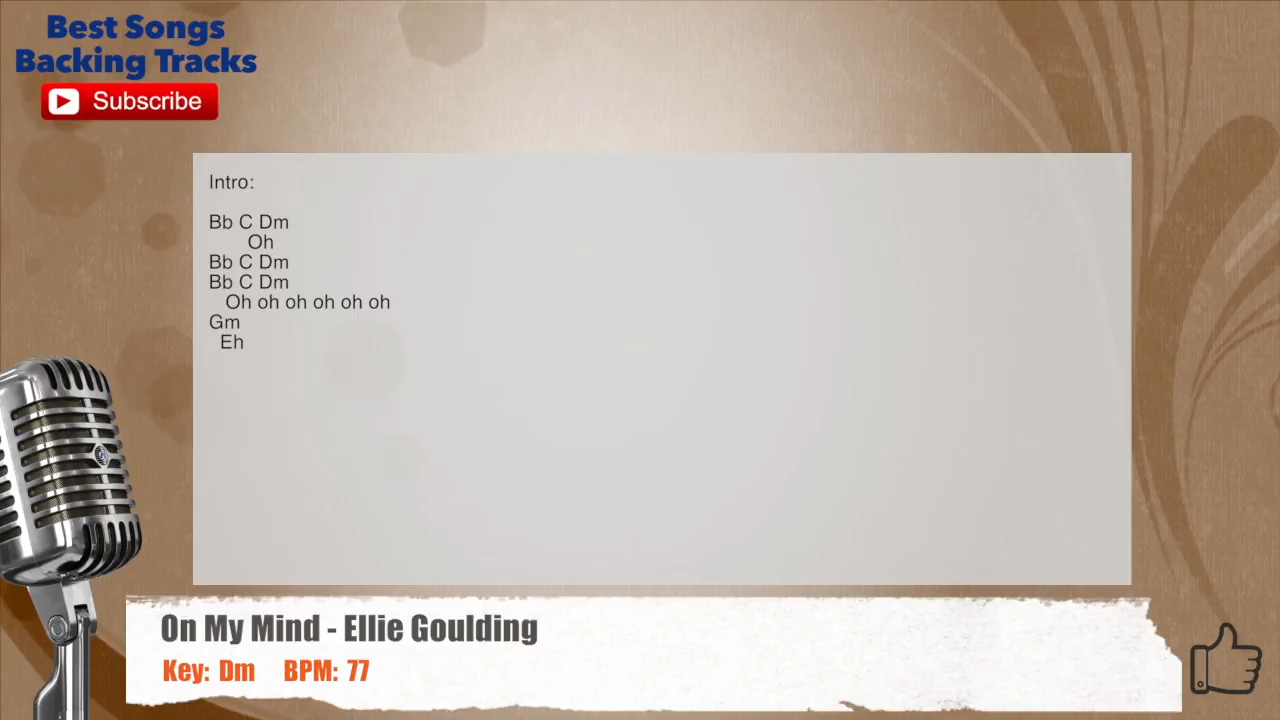 Best Songs
Backing Tracks
Subscribe
Intro:
Bb C Dm
Oh
Bb C Dm
Bb C Dm
Oh oh oh oh oh oh
Gm
Eh
On My Mind - Ellie Goulding
Key: Dm BPM: 77